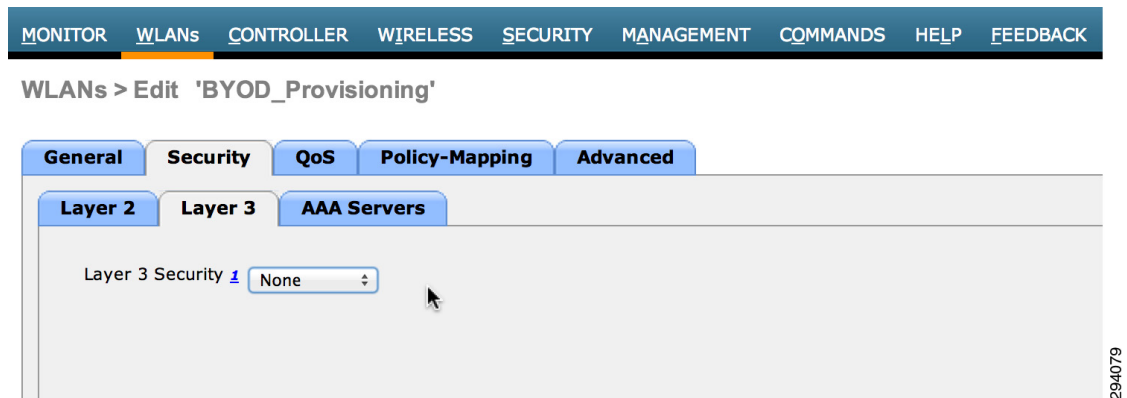 MONITOR WLANs CONTROLLER WIRELESS SECURITY MANAGEMENT COMMANDS HELP FEEDBACK
WLANs > Edit 'BYOD_Provisioning'
General Security QoS Policy-Mapping Advanced
Layer 2 Layer 3 AAA Servers
Layer 3 Security 1 None
294079